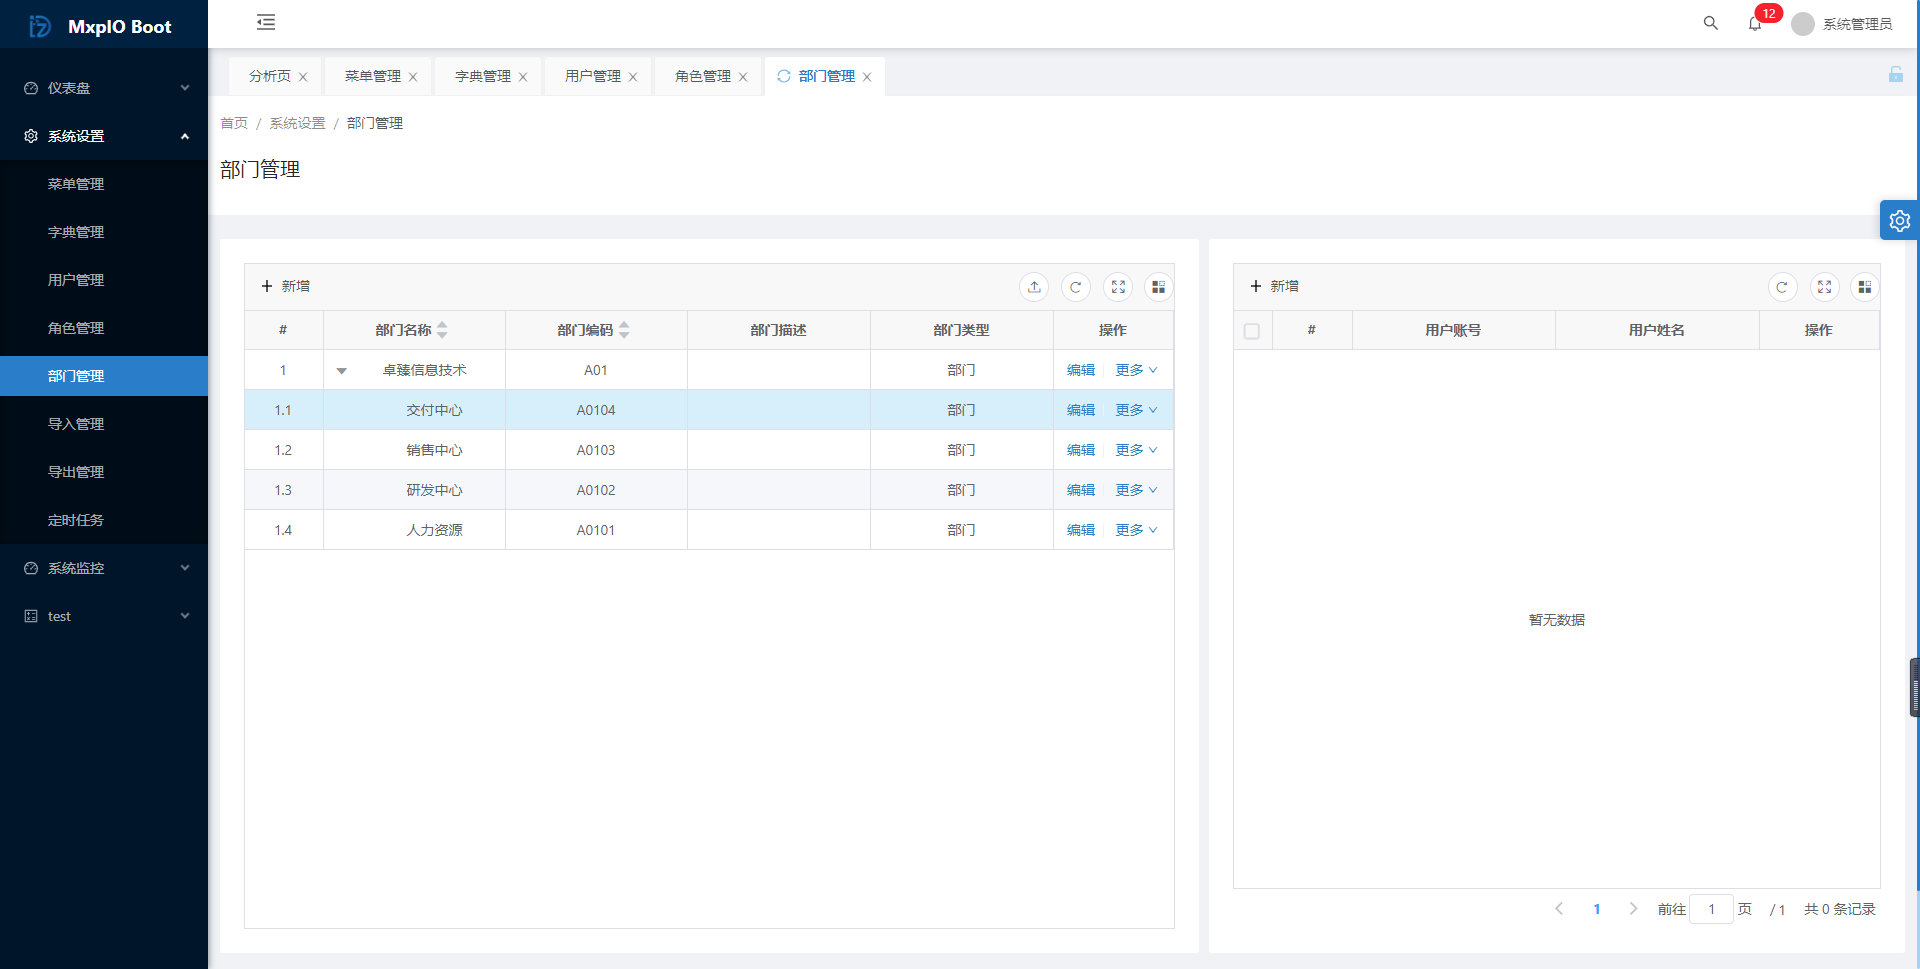 MxpIO Boot
12
系统管理员
仪表盘
系统设置
菜单管理
字典管理
用户管理
角色管理
部门管理
导入管理
导出管理
定时任务
系统监控
test
分析页 菜单管理 字典管理 用户管理 角色管理 部门管理
首页 / 系统设置 / 部门管理
部门管理
新增
# 部门名称 部门编码 部门描述 部门类型 操作
1 卓臻信息技术 A01 部门 编辑 更多
1.1 交付中心 A0104 部门 编辑 更多
1.2 销售中心 A0103 部门 编辑 更多
1.3 研发中心 A0102 部门 编辑 更多
1.4 人力资源 A0101 部门 编辑 更多
新增
# 用户账号 用户姓名 操作
暂无数据
1 前往 1 页 / 1 共 0 条记录